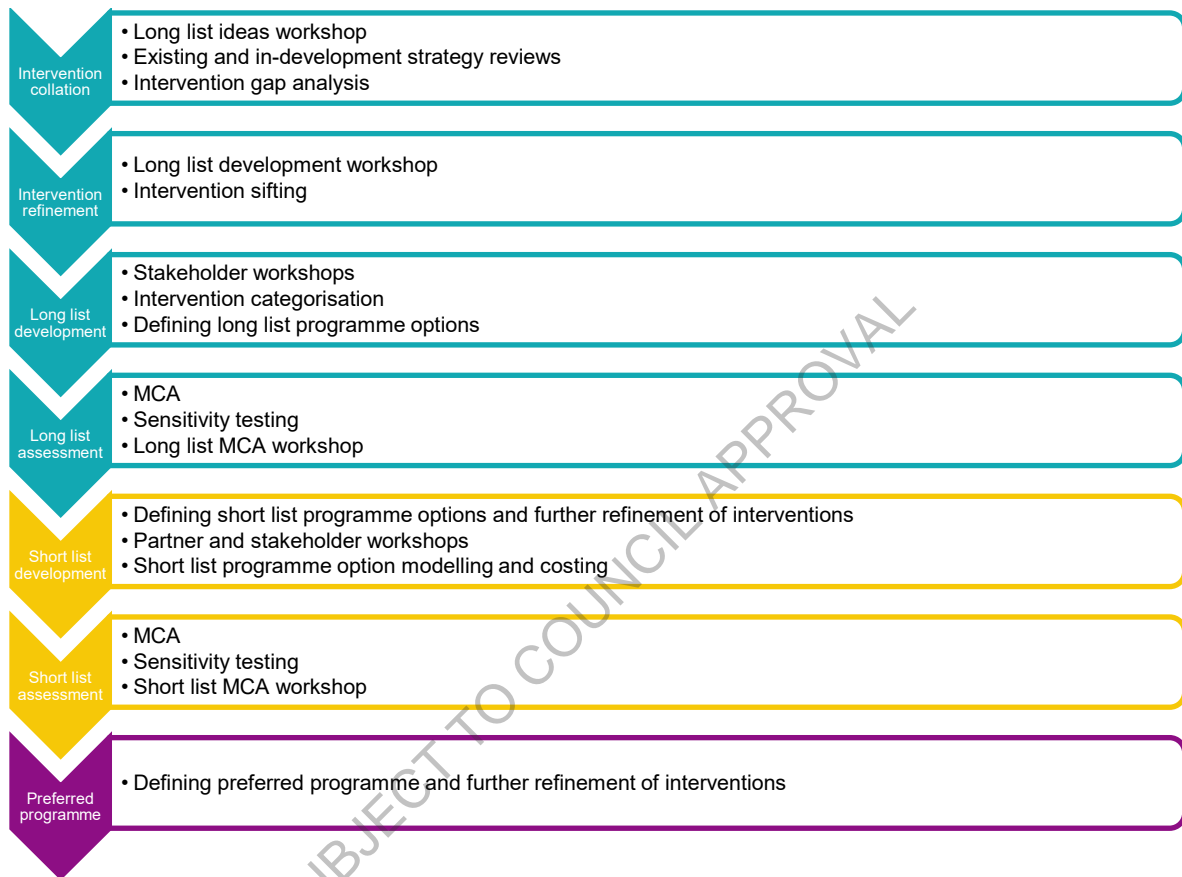 Intervention
collation
• Long list ideas workshop
• Existing and in-development strategy reviews
• Intervention gap analysis
Intervention
refinement
• Long list development workshop
• Intervention sifting
Long list
development
• Stakeholder workshops
• Intervention categorisation
• Defining long list programme options
Long list
assessment
• MCA
• Sensitivity testing
• Long list MCA workshop
Short list
development
• Defining short list programme options and further refinement of interventions
• Partner and stakeholder workshops
• Short list programme option modelling and costing
Short list
assessment
• MCA
• Sensitivity testing
• Short list MCA workshop
Preferred
programme
• Defining preferred programme and further refinement of interventions
TO COUNCIL APPROVAL